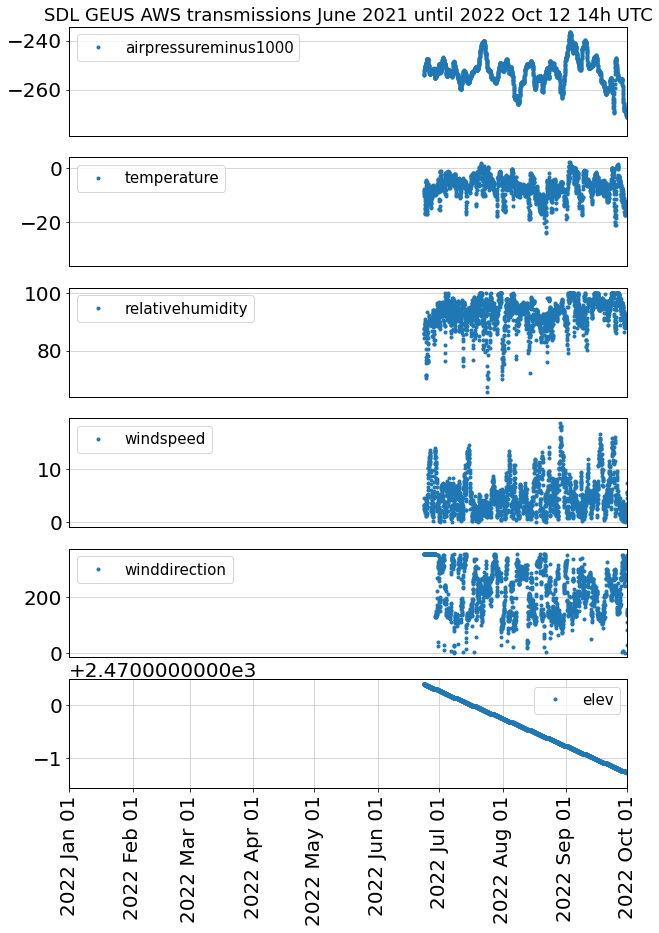 SDL GEUS AWS transmissions June 2021 until 2022 Oct 12 14h UTC
airpressureminus1000
−240
−260
temperature
0
−20
relativehumidity
100
80
windspeed
10
0
winddirection
200
0
+2.4700000000e3
elev
0
−1
2022 Jan 01
2022 Feb 01
2022 Mar 01
2022 Apr 01
2022 May 01
2022 Jun 01
2022 Jul 01
2022 Aug 01
2022 Sep 01
2022 Oct 01